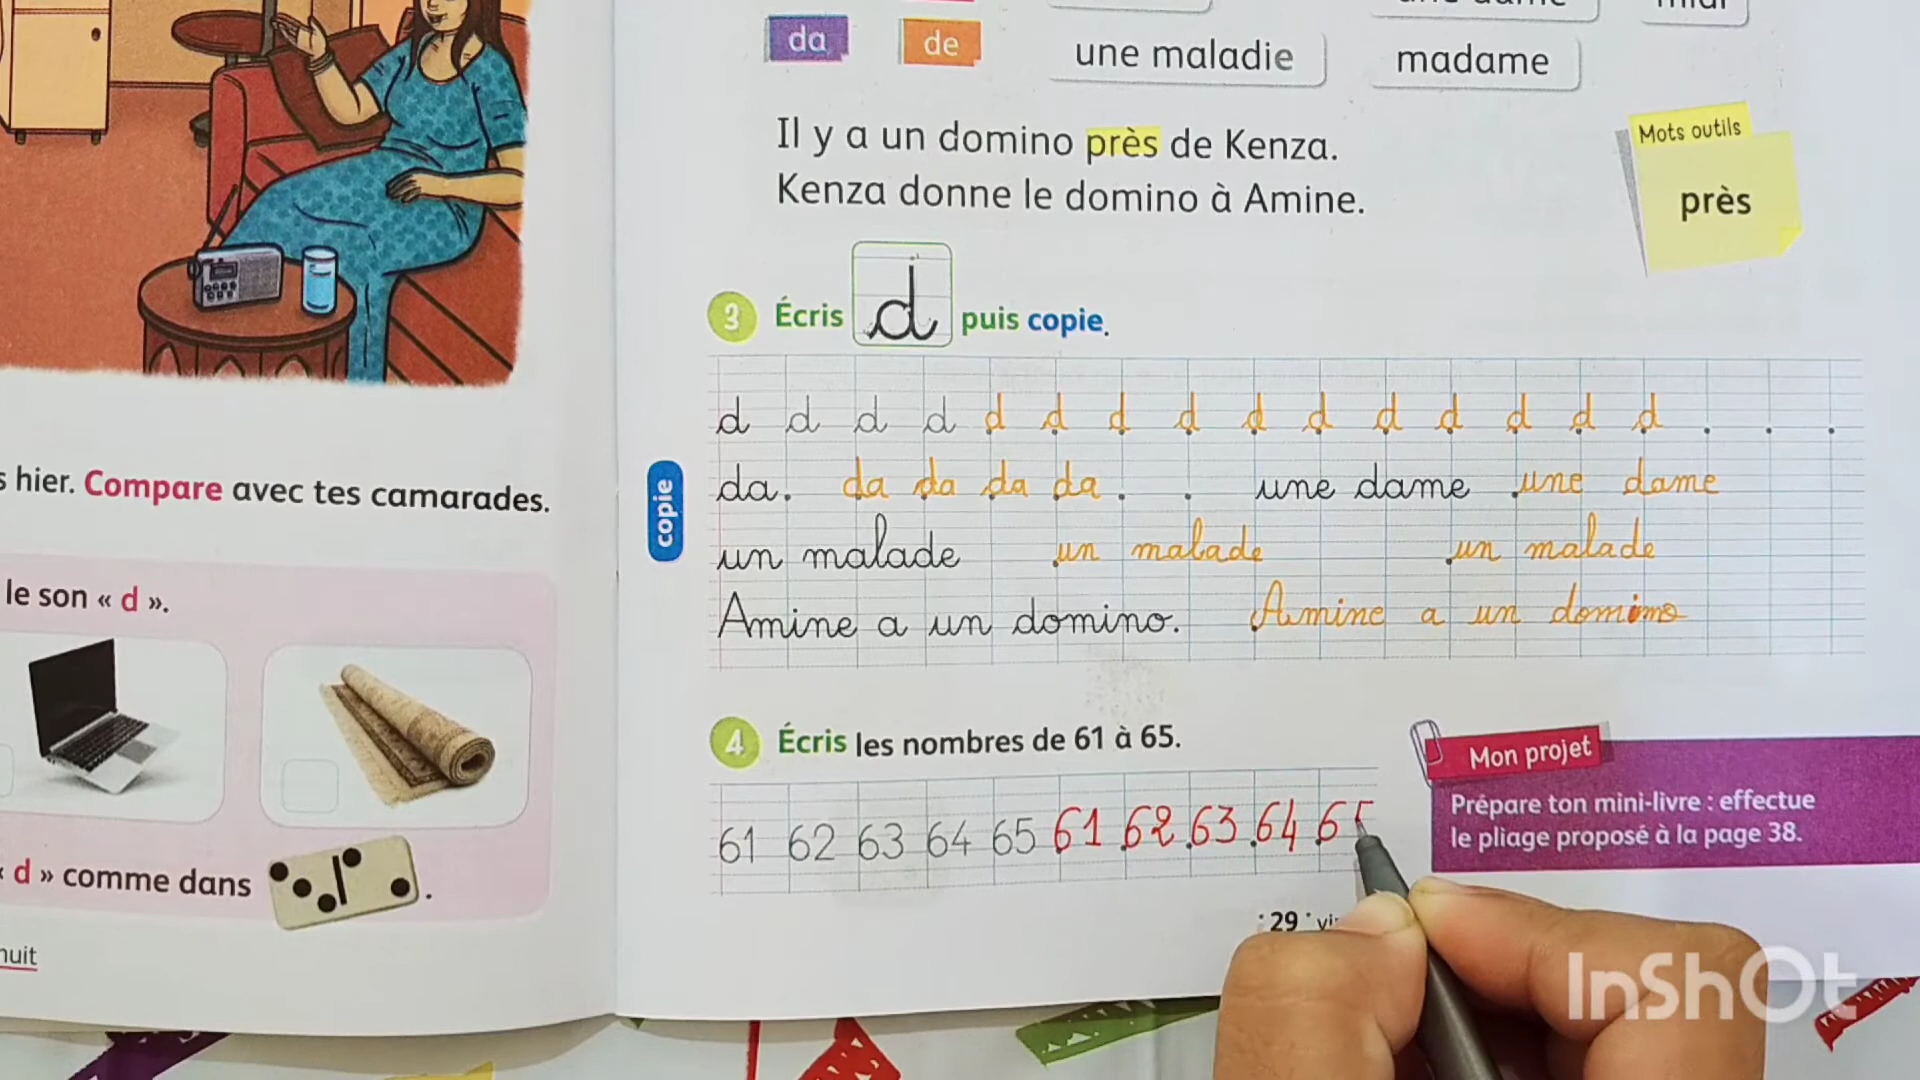 hier. Compare avec tes camarades.
le son « d ».
« d » comme dans .
da de une maladie madame
Il y a un domino près de Kenza.
Kenza donne le domino à Amine.
Mots outils
près
3 Écris d puis copie.
copie
d d d d d d d d d d d d d d d
da. da da da da une dame une dame
un malade un malade un malade
Amine a un domino. Amine a un domino
4 Écris les nombres de 61 à 65.
61 62 63 64 65 61 62 63 64 65
Mon projet
Prépare ton mini-livre : effectue
le pliage proposé à la page 38.
29
InShOt